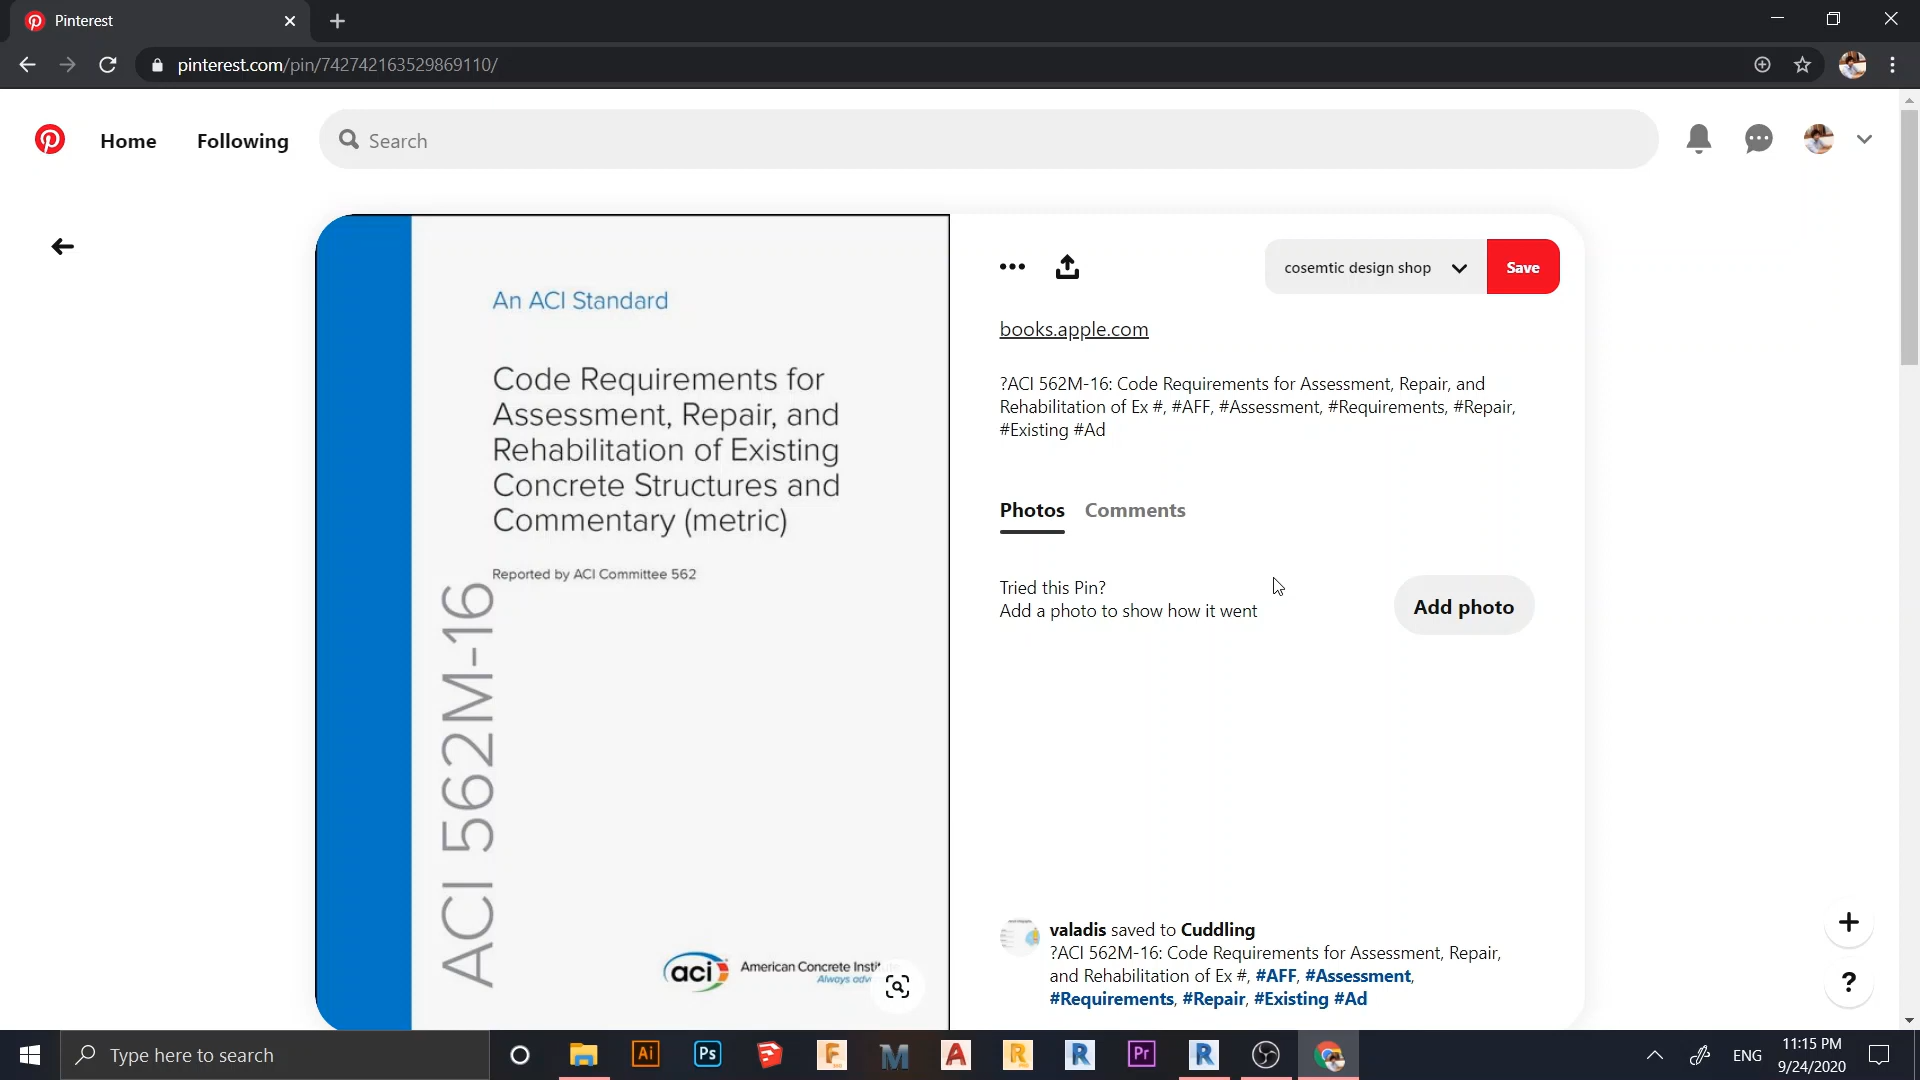 Pinterest
pinterest.com/pin/742742163529869110/
Home
Following
Search
An ACI Standard
Code Requirements for
Assessment, Repair, and
Rehabilitation of Existing
Concrete Structures and
Commentary (metric)
Reported by ACI Committee 562
ACI 562M-16
aci
American Concrete
Always
cosemtic design shop
Save
books.apple.com
?ACI 562M-16: Code Requirements for Assessment, Repair, and
Rehabilitation of Ex #, #AFF, #Assessment, #Requirements, #Repair,
#Existing #Ad
Photos
Comments
Tried this Pin?
Add a photo to show how it went
Add photo
valadis saved to Cuddling
?ACI 562M-16: Code Requirements for Assessment, Repair,
and Rehabilitation of Ex #, #AFF, #Assessment,
#Requirements, #Repair, #Existing #Ad
+
?
Type here to search
Ai
Ps
F
M
A
R
R
Pr
R
ENG
11:15 PM
9/24/2020